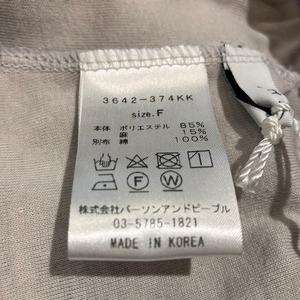 3642-374KK
size.F
本体 ポリエステル 85%
麻 15%
別布 綿 100%
株式会社パーソンアンドピープル
03-5785-1821
MADE IN KOREA